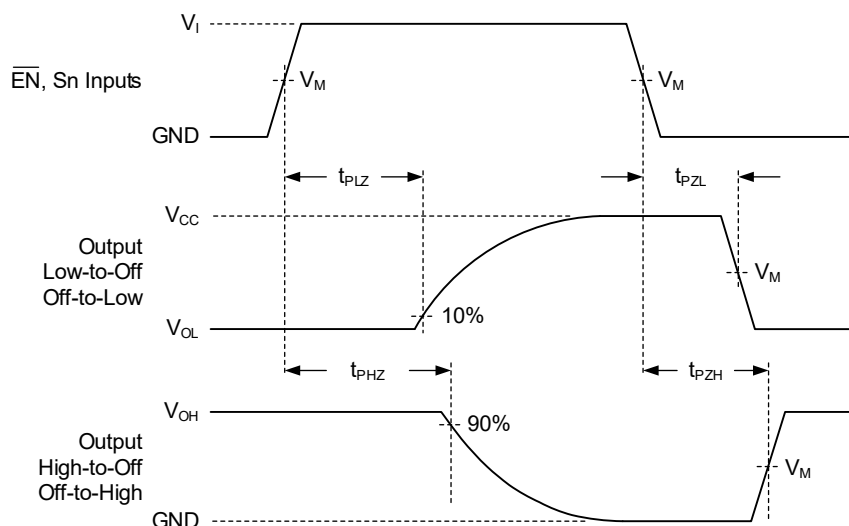 V_I
EN, Sn Inputs
V_M
V_M
GND
t_PLZ
t_PZL
V_CC
Output
Low-to-Off
Off-to-Low
V_M
10%
V_OL
t_PHZ
t_PZH
V_OH
90%
Output
High-to-Off
Off-to-High
V_M
GND